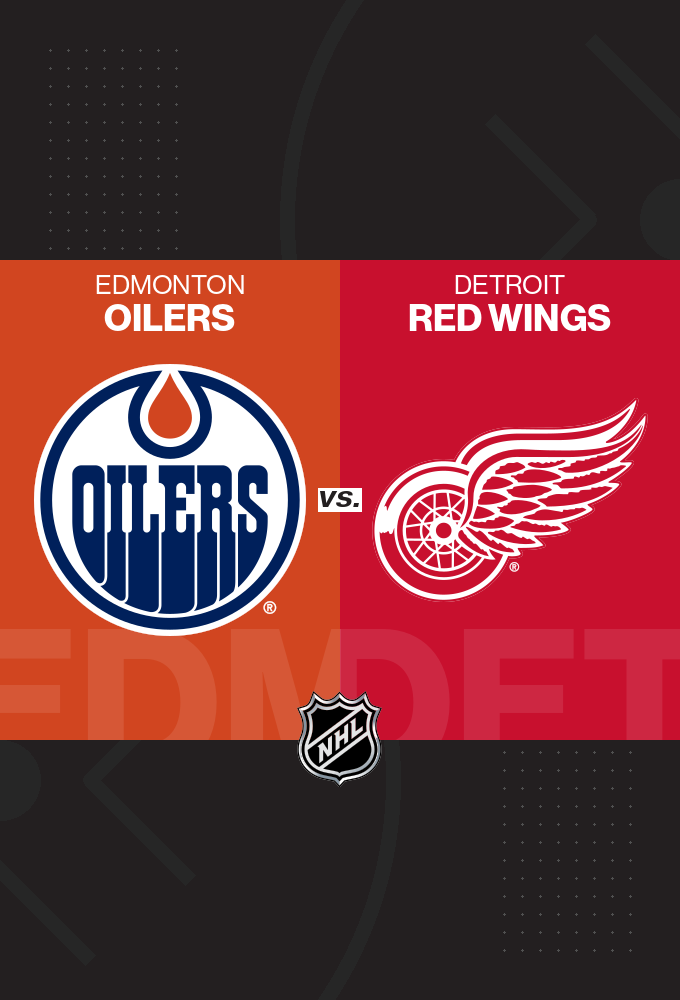 EDMONTON
OILERS
DETROIT
RED WINGS
OILERS
®
vs.
®
EDM
DET
NHL